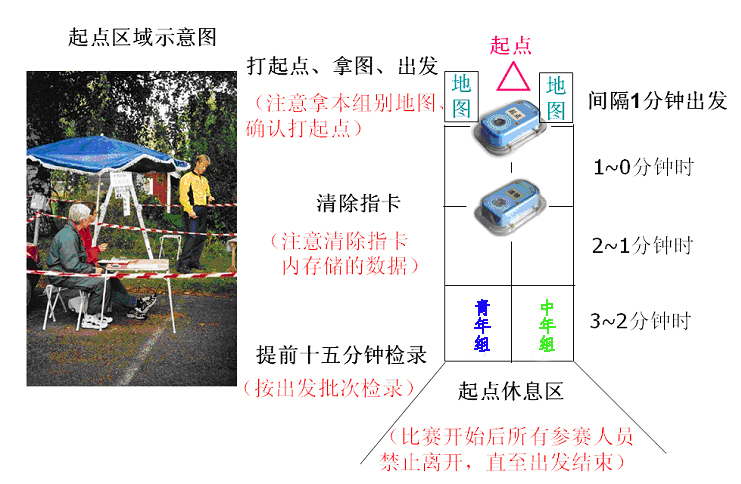 起点区域示意图
打起点、拿图、出发
（注意拿本组别地图、
确认打起点）
起点
地图
地图
间隔1分钟出发
1~0分钟时
清除指卡
（注意清除指卡
内存储的数据）
2~1分钟时
青年组
中年组
3~2分钟时
提前十五分钟检录
（按出发批次检录）
起点休息区
（比赛开始后所有参赛人员
禁止离开，直至出发结束）